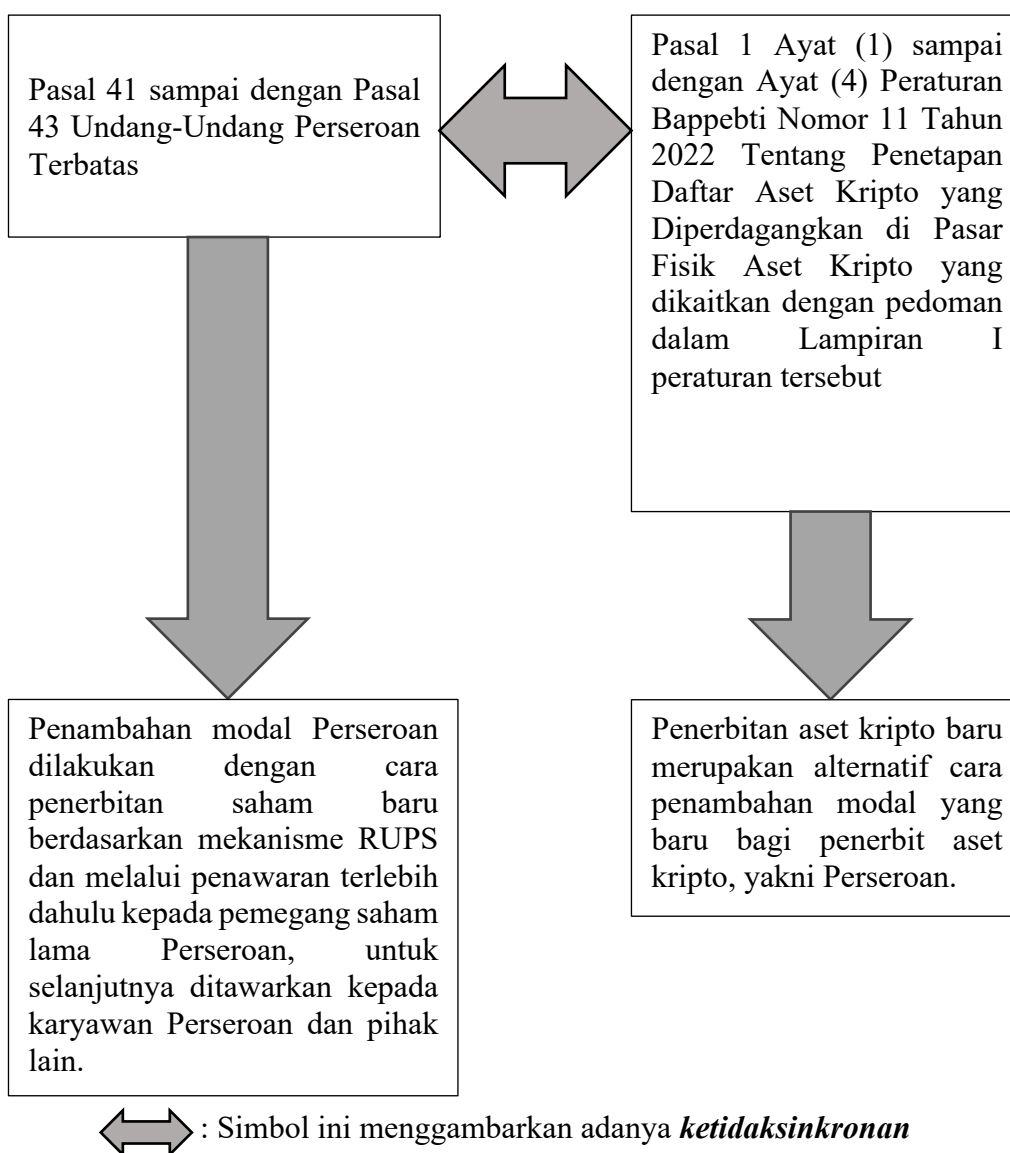 Pasal 41 sampai dengan Pasal
43 Undang-Undang Perseroan
Terbatas
Pasal 1 Ayat (1) sampai
dengan Ayat (4) Peraturan
Bappebti Nomor 11 Tahun
2022 Tentang Penetapan
Daftar Aset Kripto yang
Diperdagangkan di Pasar
Fisik Aset Kripto yang
dikaitkan dengan pedoman
dalam Lampiran I
peraturan tersebut
Penambahan modal Perseroan
dilakukan dengan cara
penerbitan saham baru
berdasarkan mekanisme RUPS
dan melalui penawaran terlebih
dahulu kepada pemegang saham
lama Perseroan, untuk
selanjutnya ditawarkan kepada
karyawan Perseroan dan pihak
lain.
Penerbitan aset kripto baru
merupakan alternatif cara
penambahan modal yang
baru bagi penerbit aset
kripto, yakni Perseroan.
: Simbol ini menggambarkan adanya ketidaksinkronan